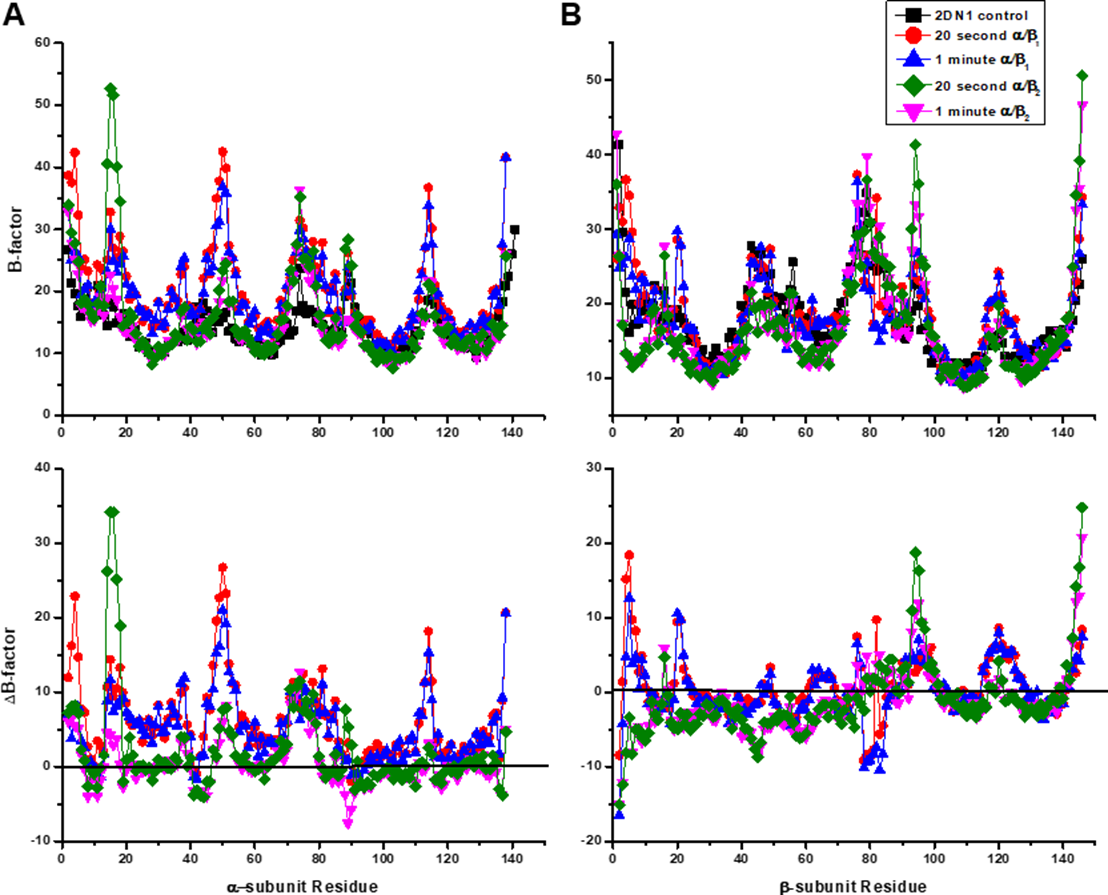 A
B
2DN1 control
20 second α/β₁
1 minute α/β₁
20 second α/β₂
1 minute α/β₂
B-factor
60
50
40
30
20
10
0
0 20 40 60 80 100 120 140
50
40
30
20
10
0 20 40 60 80 100 120 140
ΔB-factor
40
30
20
10
0
-10
0 20 40 60 80 100 120 140
α–subunit Residue
30
20
10
0
-10
-20
0 20 40 60 80 100 120 140
β-subunit Residue